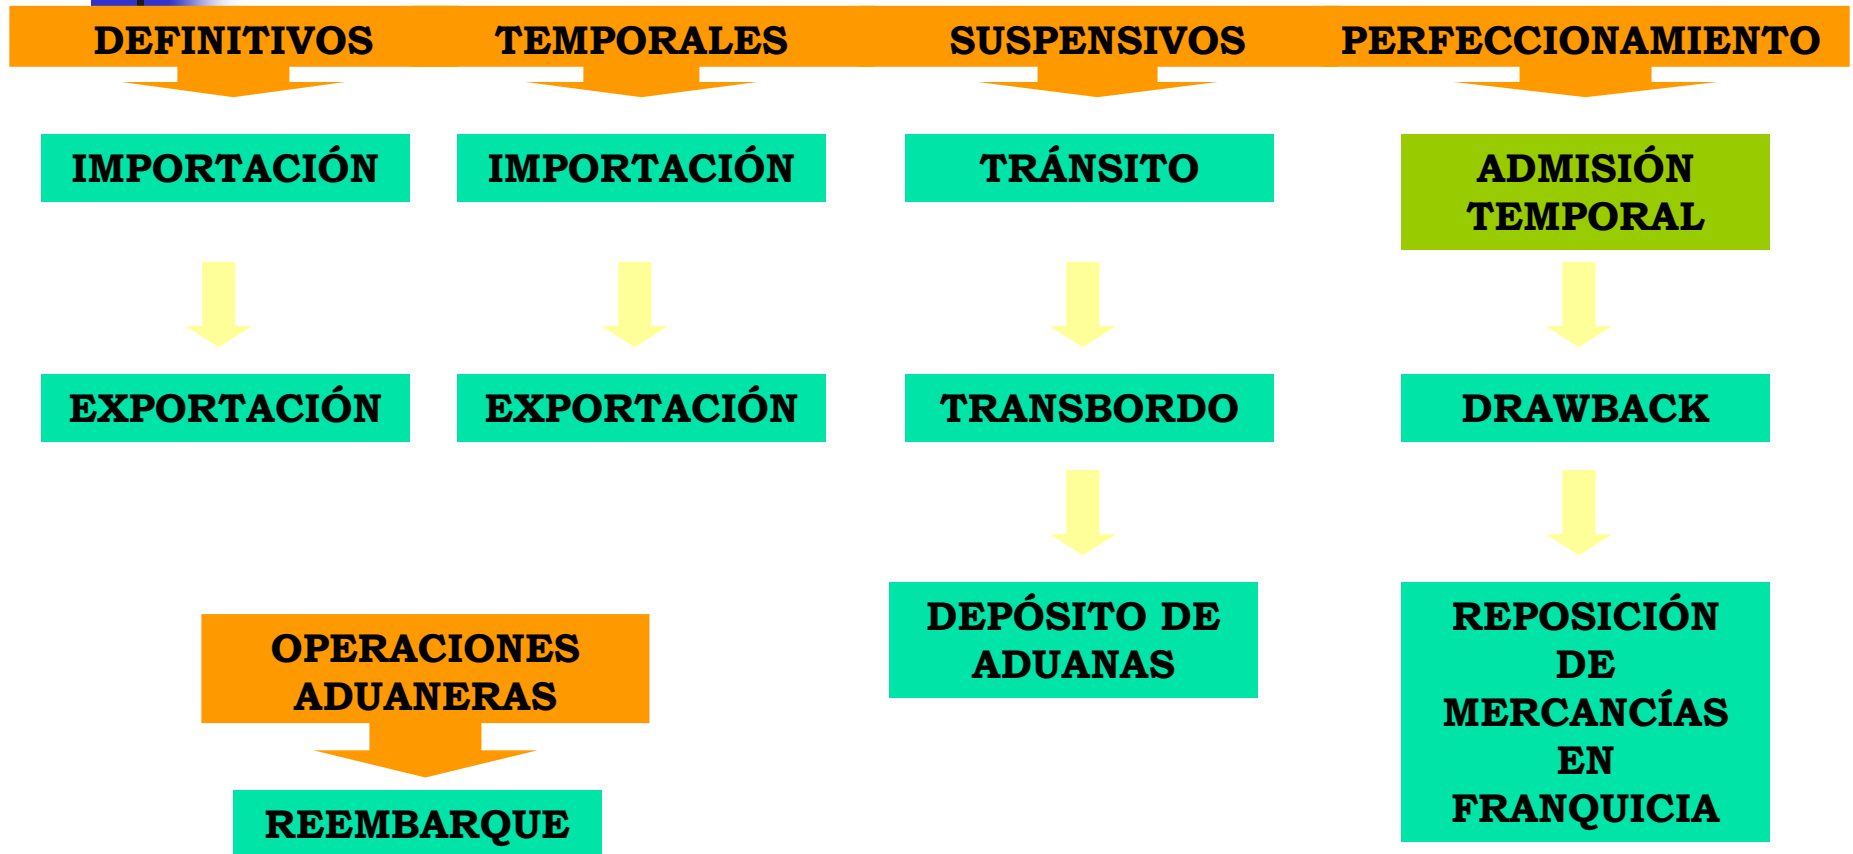 DEFINITIVOS
TEMPORALES
SUSPENSIVOS
PERFECCIONAMIENTO
IMPORTACIÓN
IMPORTACIÓN
TRÁNSITO
ADMISIÓN
TEMPORAL
EXPORTACIÓN
EXPORTACIÓN
TRANSBORDO
DRAWBACK
OPERACIONES
ADUANERAS
REEMBARQUE
DEPÓSITO DE
ADUANAS
REPOSICIÓN
DE
MERCANCÍAS
EN
FRANQUICIA